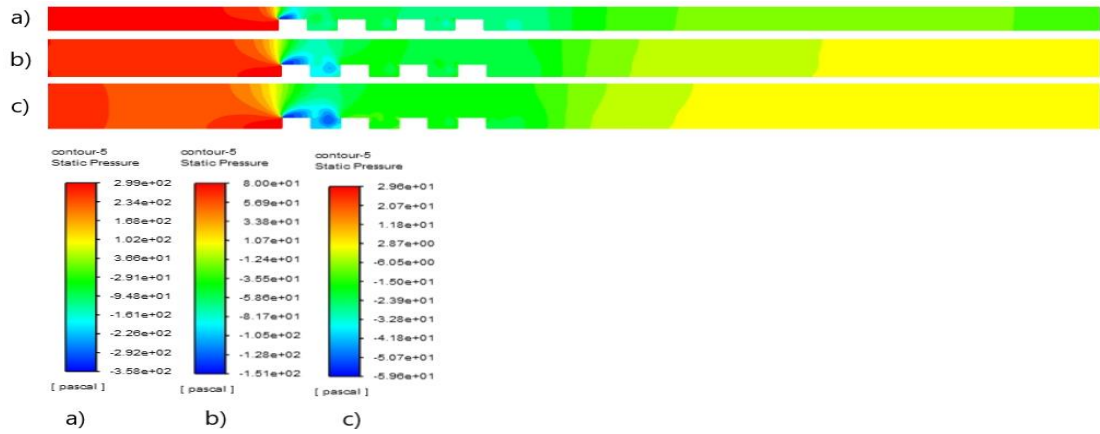 a)
b)
c)
contour-5
Static Pressure
2.99e+02
2.34e+02
1.68e+02
1.02e+02
3.66e+01
-2.91e+01
-9.48e+01
-1.61e+02
-2.26e+02
-2.92e+02
-3.58e+02
[ pascal ]
a)
contour-5
Static Pressure
8.00e+01
5.69e+01
3.38e+01
1.07e+01
-1.24e+01
-3.55e+01
-5.86e+01
-8.17e+01
-1.05e+02
-1.28e+02
-1.51e+02
[ pascal ]
b)
contour-5
Static Pressure
2.96e+01
2.07e+01
1.18e+01
2.87e+00
-6.05e+00
-1.50e+01
-2.39e+01
-3.28e+01
-4.18e+01
-5.07e+01
-5.96e+01
[ pascal ]
c)